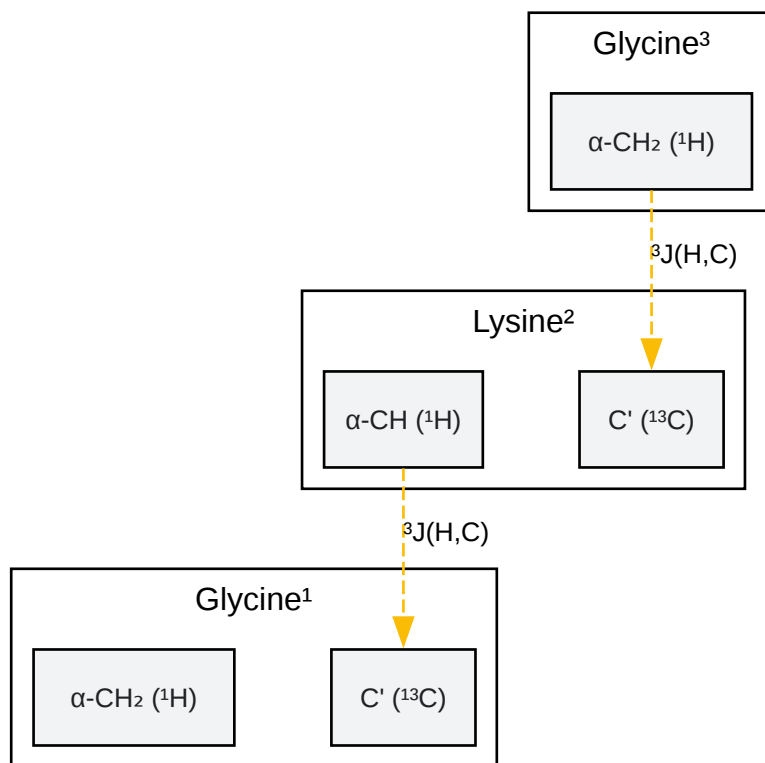 Glycine³
α-CH₂ (¹H)
³J(H,C)
Lysine²
α-CH (¹H)
C' (¹³C)
³J(H,C)
Glycine¹
α-CH₂ (¹H)
C' (¹³C)